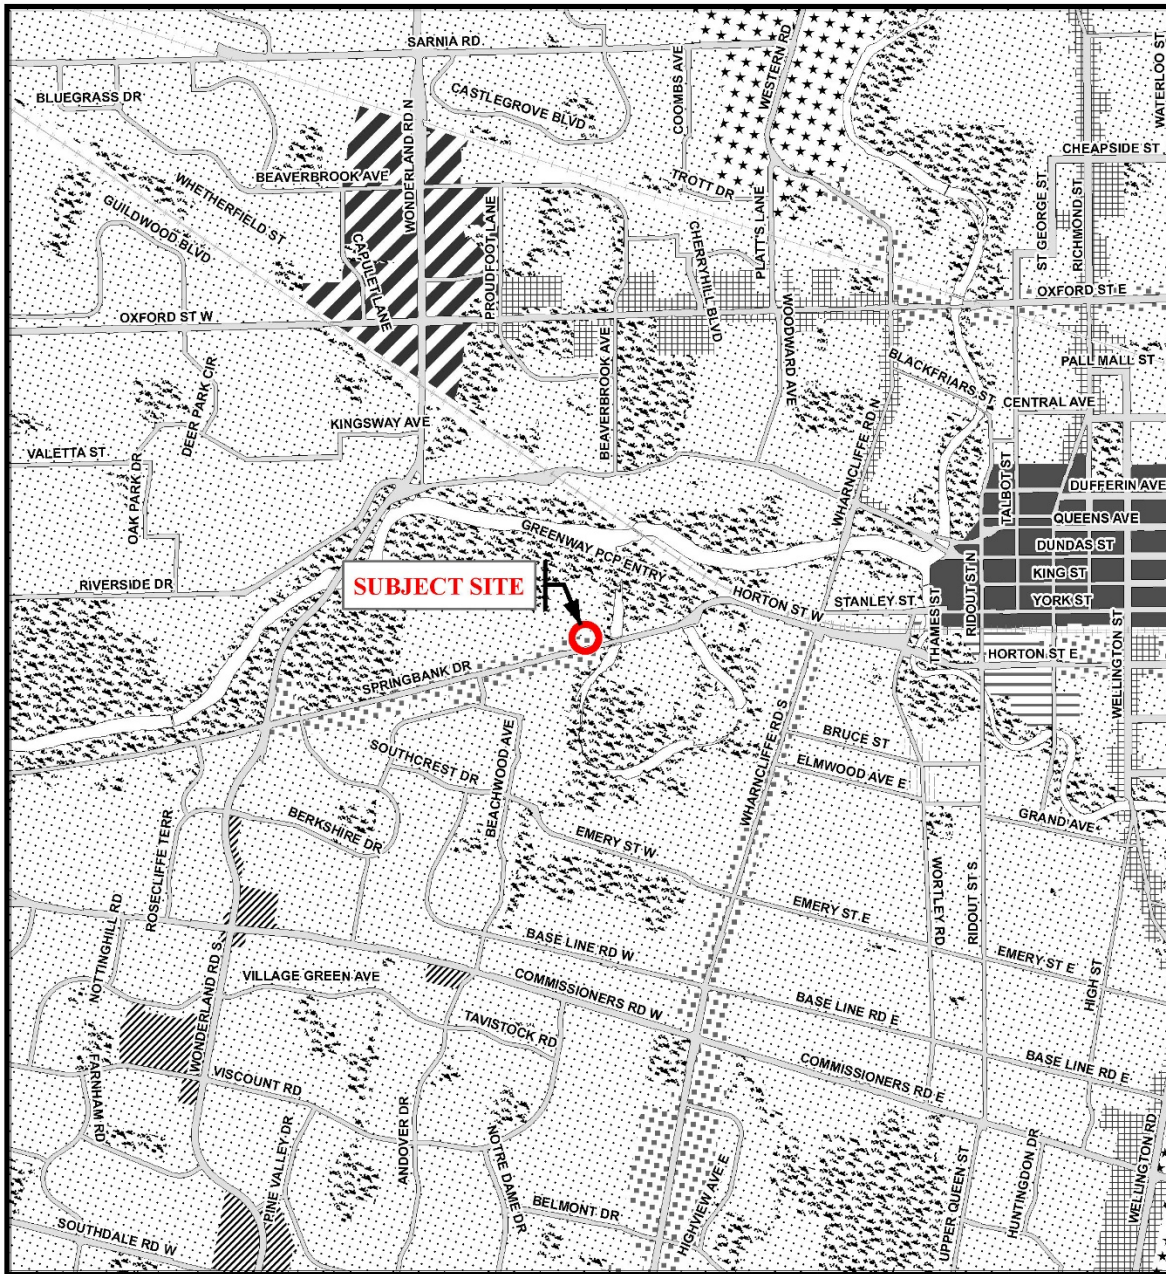 SARNIA RD
WESTERN RD
WATERLOO ST
COOMBS AVE
CASTLEGROVE BLVD
BLUEGRASS DR
WONDERLAND RD N
CHEAPSIDE ST
BEAVERBROOK AVE
WHETHERFIELD ST
TROTT DR
GUILDWOOD BLVD
ST GEORGE ST
RICHMOND ST
PLATT'S LANE
CAPULET LANE
PROUDFOOT LANE
CHERRYHILL BLVD
OXFORD ST W
OXFORD ST E
WOODWARD AVE
BEAVERBROOK AVE
BLACKFRIARS ST
PALL MALL ST
DEER PARK CIR
CENTRAL AVE
KINGSWAY AVE
VALETTA ST
OAK PARK DR
WHARNCLIFFE RD N
TALBOT ST
DUFFERIN AVE
QUEENS AVE
GREENWAY PCP ENTRY
DUNDAS ST
RIVERSIDE DR
SUBJECT SITE
KING ST
HORTON ST W
STANLEY ST
YORK ST
THAMES ST
RIDOUT ST N
HORTON ST E
WELLINGTON ST
SPRINGBANK DR
SOUTHCREST DR
BEACHWOOD AVE
WHARNCLIFFE RD S
BRUCE ST
ELMWOOD AVE E
BERKSHIRE DR
GRAND AVE
EMERY ST W
ROSECLIFFE TERR
WORTLEY RD
RIDOUT ST S
EMERY ST E
NOTTINGHILL RD
BASE LINE RD W
EMERY ST E
HIGH ST
VILLAGE GREEN AVE
COMMISSIONERS RD W
WONDERLAND RD S
BASE LINE RD E
TAVISTOCK RD
FARNHAM RD
VISCOUNT RD
COMMISSIONERS RD E
BASE LINE RD E
PINE VALLEY DR
ANDOVER DR
NOTRE DAME DR
HIGHVIEW AVE E
UPPER QUEEN ST
HUNTINGDON DR
WELLINGTON RD
BELMONT DR
SOUTHDALE RD W